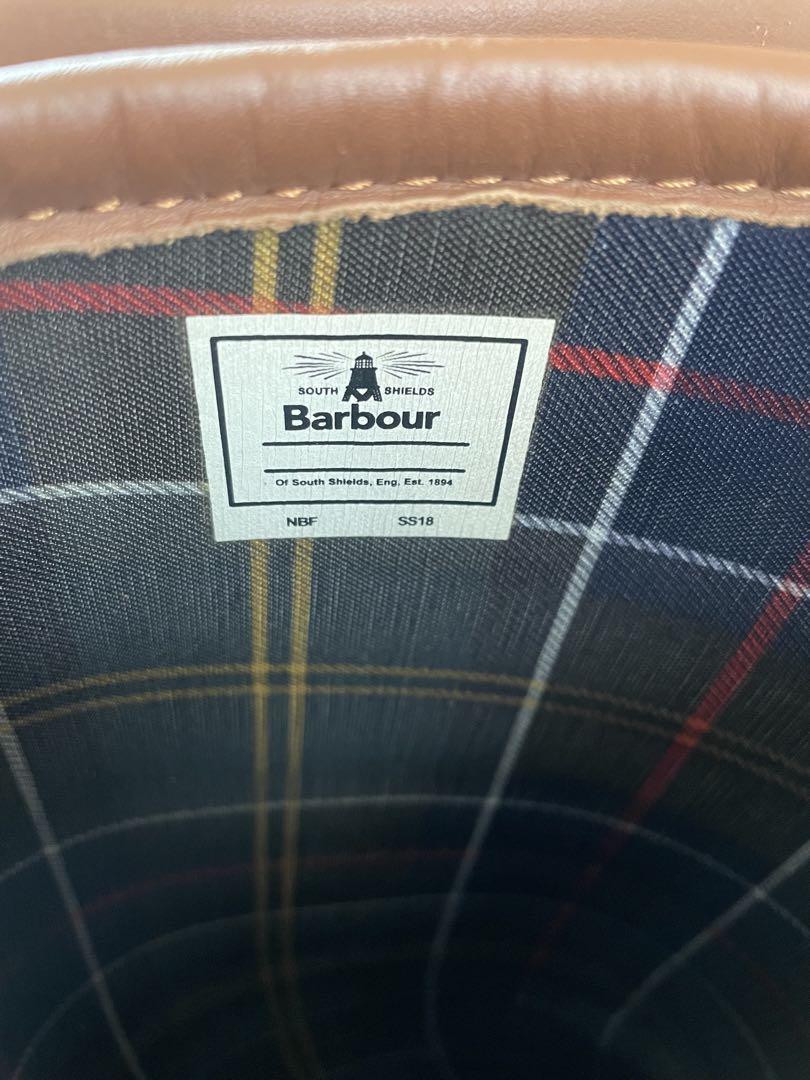 SOUTH SHIELDS
Barbour
Of South Shields, Eng, Est. 1894
NBF SS18